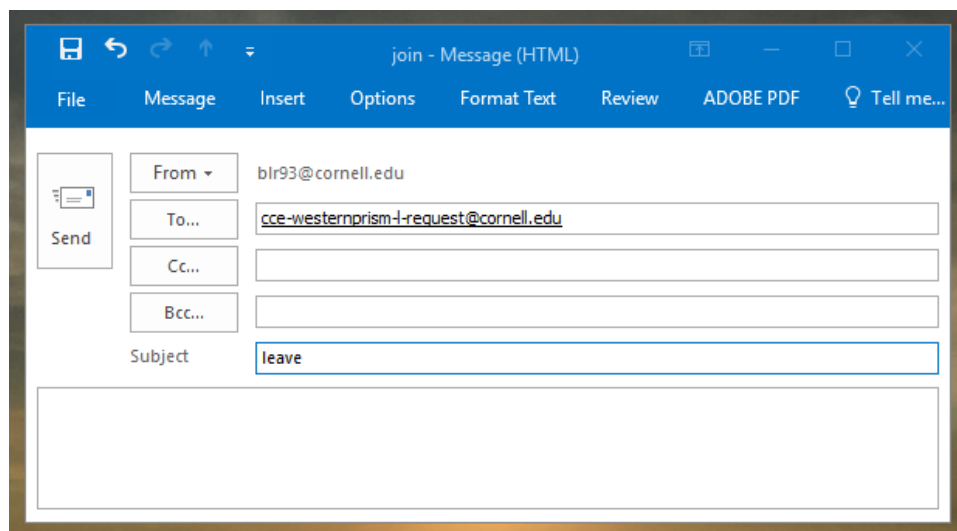 join - Message (HTML)
File Message Insert Options Format Text Review ADOBE PDF Tell me...
Send
From blr93@cornell.edu
To... cce-westernprism-l-request@cornell.edu
Cc...
Bcc...
Subject leave